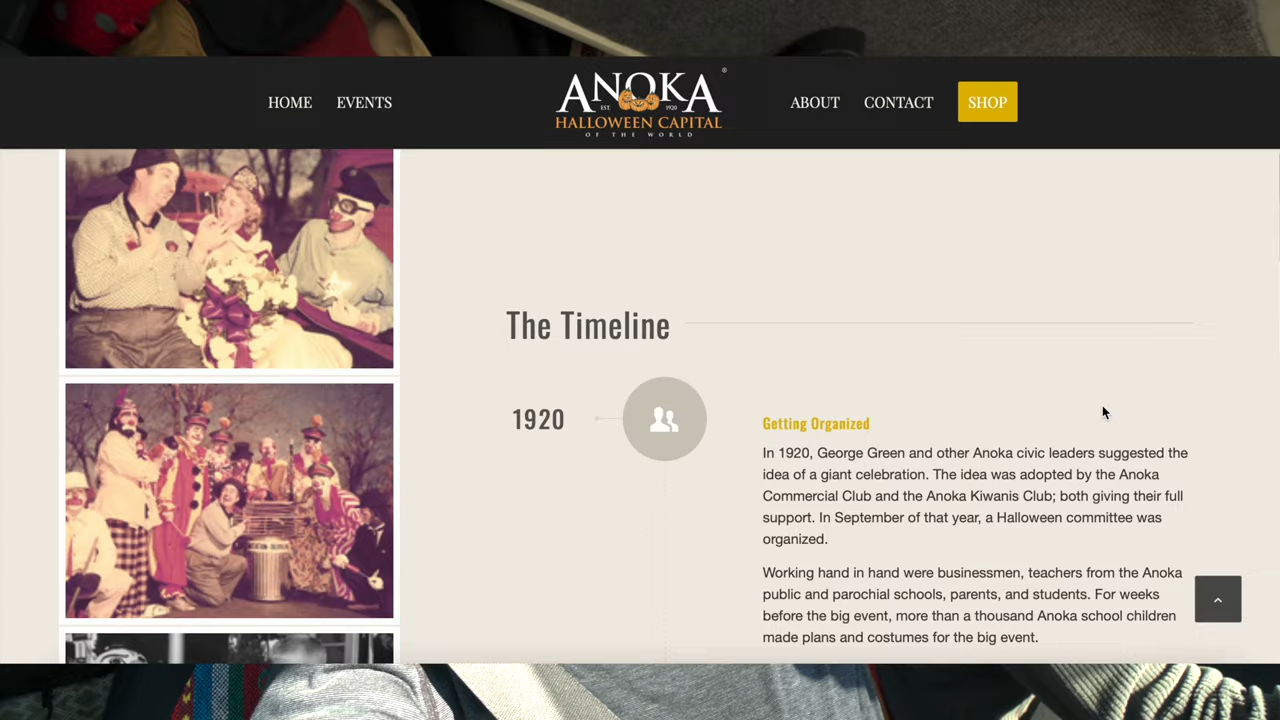 HOME
EVENTS
ANOKA
®
EST. 1920
HALLOWEEN CAPITAL
OF THE WORLD
ABOUT
CONTACT
SHOP
The Timeline
1920
Getting Organized
In 1920, George Green and other Anoka civic leaders suggested the
idea of a giant celebration. The idea was adopted by the Anoka
Commercial Club and the Anoka Kiwanis Club; both giving their full
support. In September of that year, a Halloween committee was
organized.
Working hand in hand were businessmen, teachers from the Anoka
public and parochial schools, parents, and students. For weeks
before the big event, more than a thousand Anoka school children
made plans and costumes for the big event.